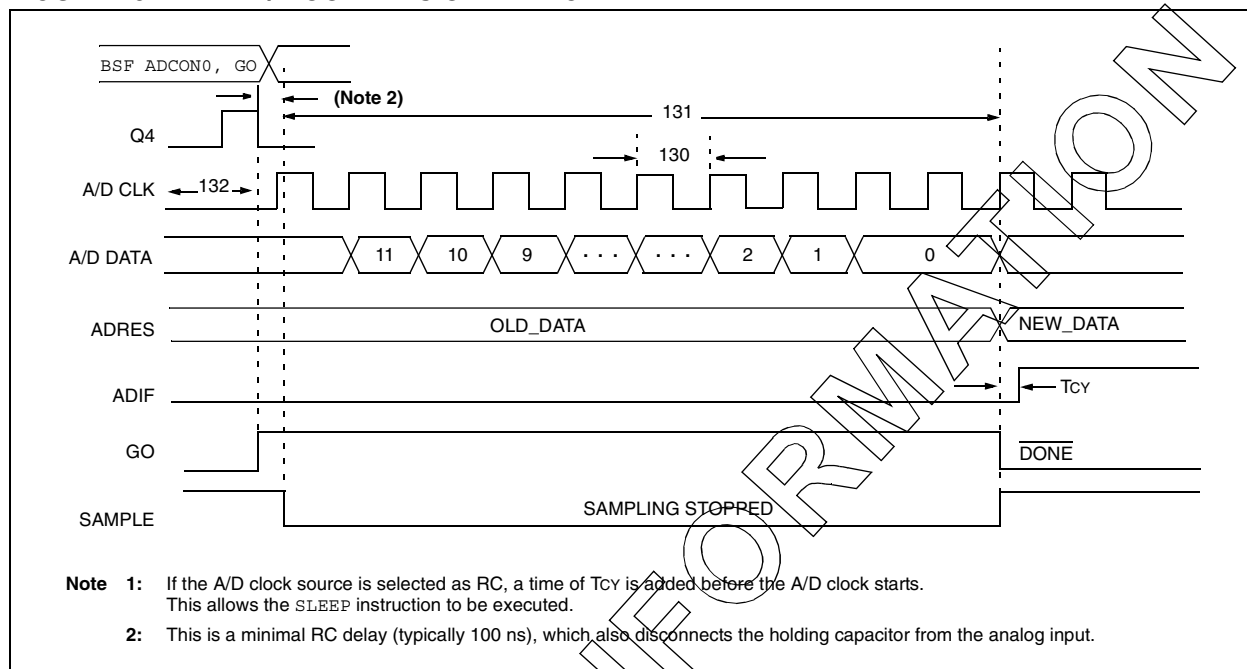 BSF ADCON0, GO
(Note 2)
131
Q4
130
A/D CLK
132
A/D DATA
11 10 9 . . . . . . 2 1 0
ADRES
OLD_DATA
NEW_DATA
ADIF
TCY
GO
DONE
SAMPLE
SAMPLING STOPPED
Note 1: If the A/D clock source is selected as RC, a time of TCY is added before the A/D clock starts.
This allows the SLEEP instruction to be executed.
2: This is a minimal RC delay (typically 100 ns), which also disconnects the holding capacitor from the analog input.
FORMATION